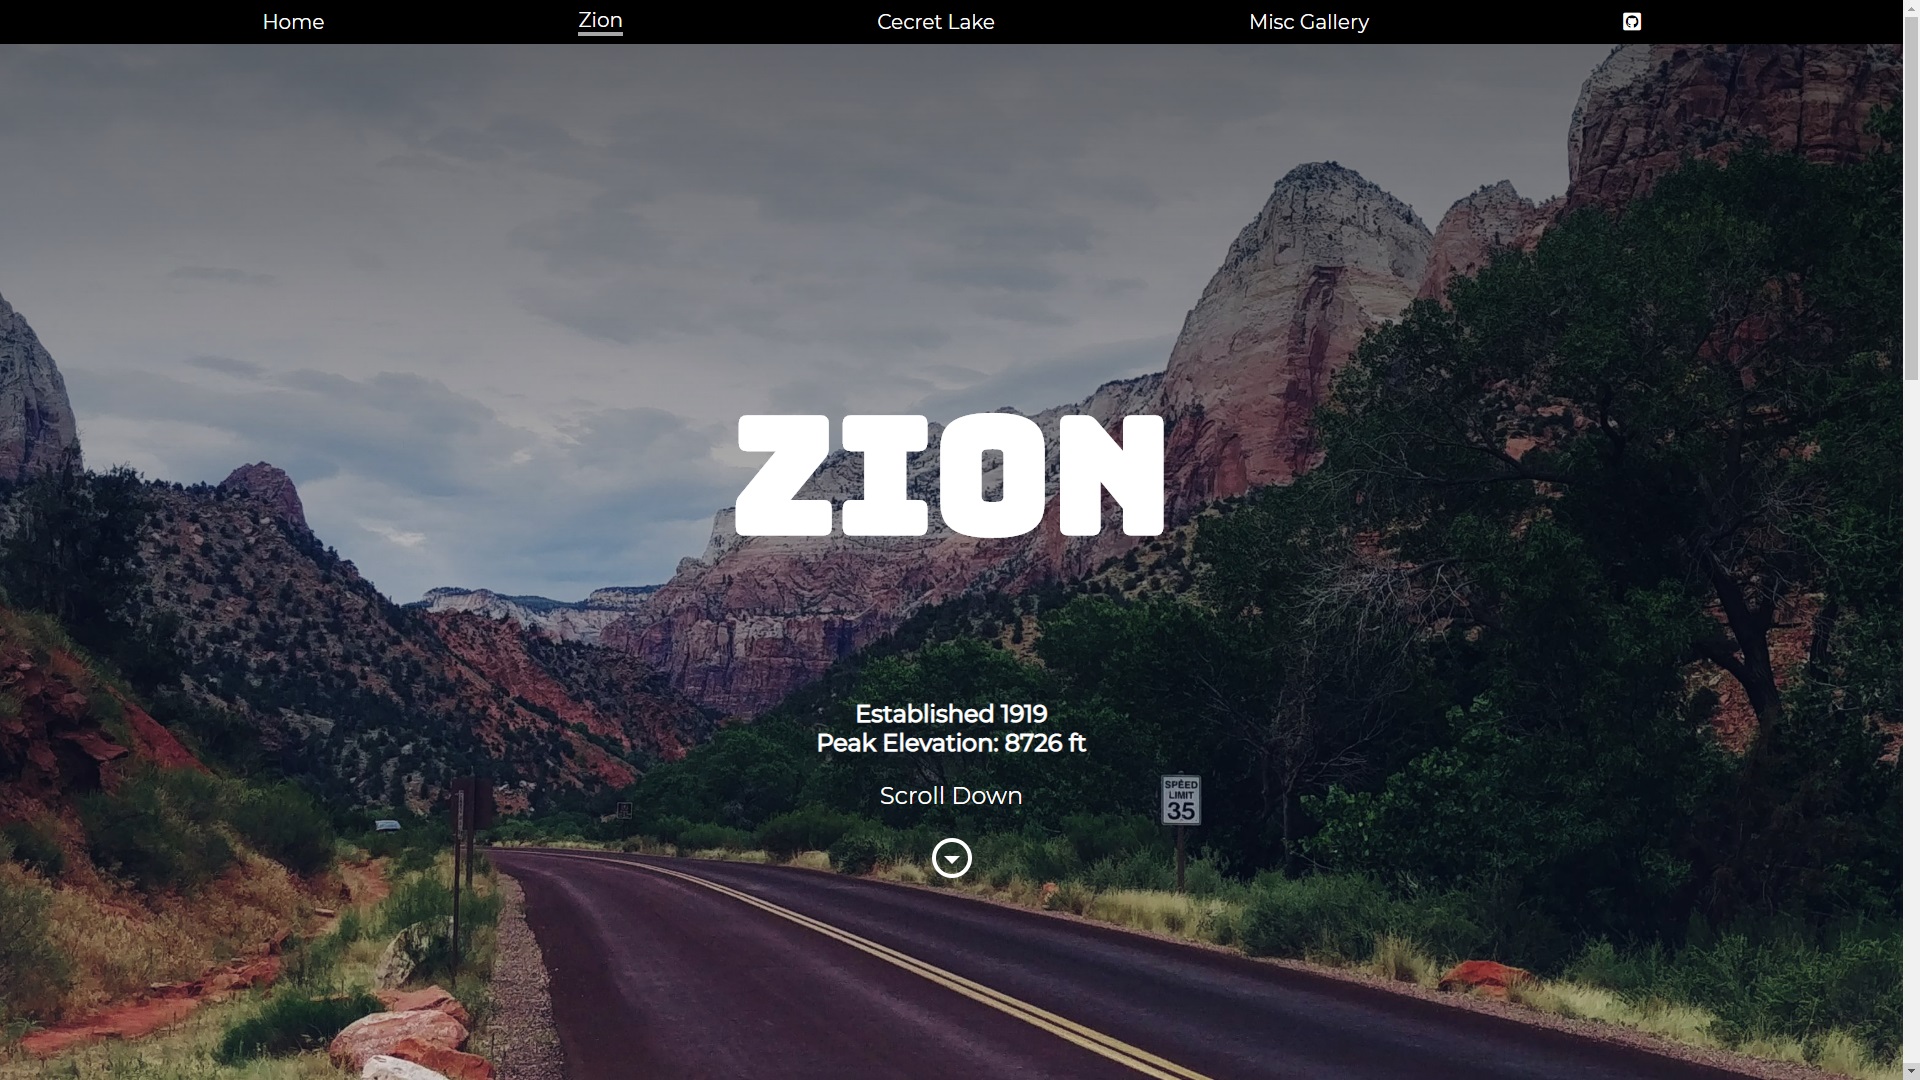 Home
Zion
Cecret Lake
Misc Gallery
ZION
Established 1919
Peak Elevation: 8726 ft
Scroll Down
SPEED
LIMIT
35